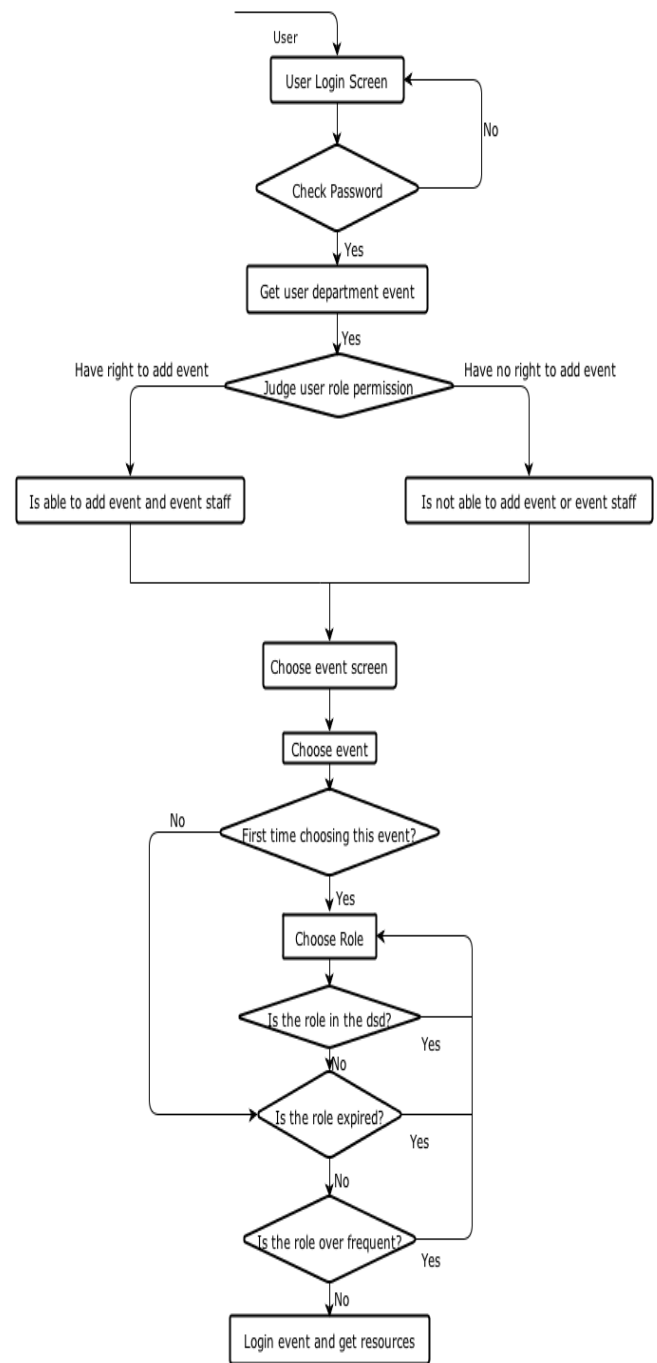 User
User Login Screen
No
Check Password
Yes
Get user department event
Yes
Have right to add event
Have no right to add event
Judge user role permission
Is able to add event and event staff
Is not able to add event or event staff
Choose event screen
Choose event
No
First time choosing this event?
Yes
Choose Role
Is the role in the dsd?
Yes
No
Is the role expired?
Yes
No
Is the role over frequent?
Yes
No
Login event and get resources